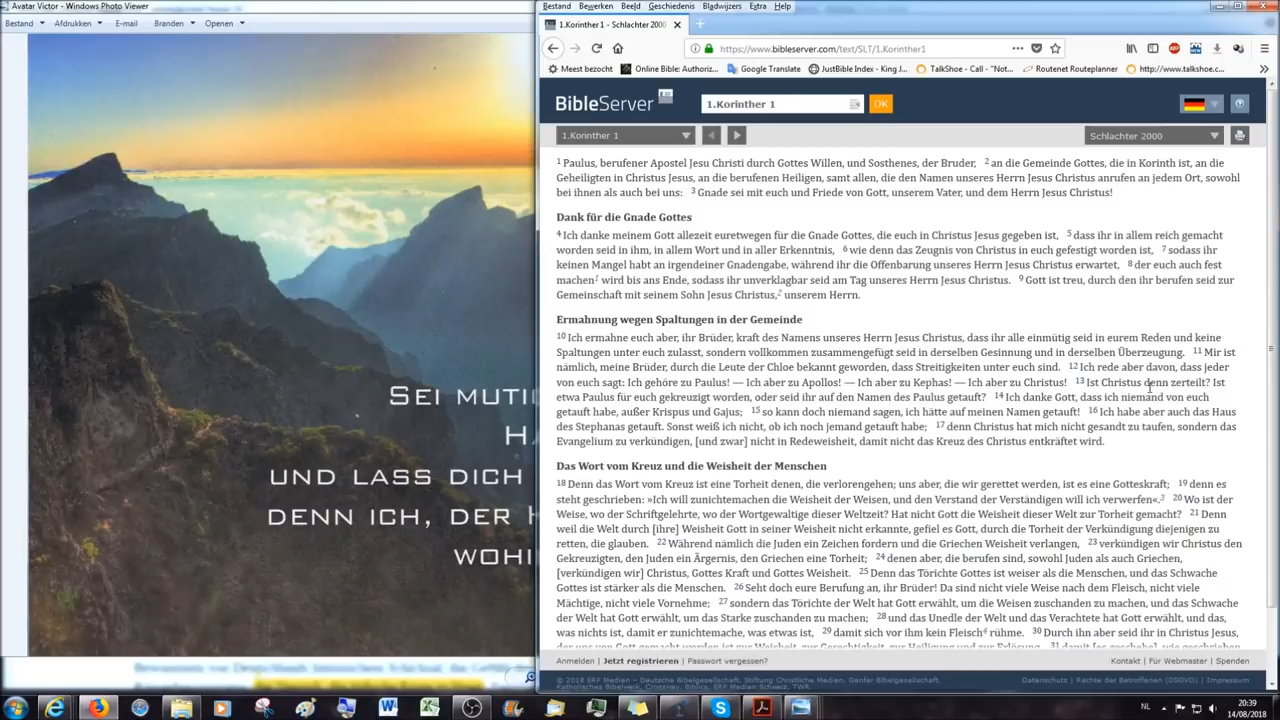 Avatar Victor - Windows Photo Viewer
Bestand Afdrukken E-mail Branden Openen
SEI MUTI
H
UND LASS DICH
DENN ICH, DER H
WOHI
Bestand Bewerken Beeld Geschiedenis Bladwijzers Extra Help
1.Korinther 1 - Schlachter 2000
https://www.bibleserver.com/text/SLT/1.Korinther1
Meest bezocht Online Bible: Authoriz... Google Translate JustBible Index - King J... TalkShoe - Call - "Not... Routenet Routeplanner http://www.talkshoe.c...
BibleServer 1.Korinther 1 OK
1.Korinther 1 Schlachter 2000
1 Paulus, berufener Apostel Jesu Christi durch Gottes Willen, und Sosthenes, der Bruder, 2 an die Gemeinde Gottes, die in Korinth ist, an die
Geheiligten in Christus Jesus, an die berufenen Heiligen, samt allen, die den Namen unseres Herrn Jesus Christus anrufen an jedem Ort, sowohl
bei ihnen als auch bei uns: 3 Gnade sei mit euch und Friede von Gott, unserem Vater, und dem Herrn Jesus Christus!
Dank für die Gnade Gottes
4 Ich danke meinem Gott allezeit euretwegen für die Gnade Gottes, die euch in Christus Jesus gegeben ist, 5 dass ihr in allem reich gemacht
worden seid in ihm, in allem Wort und in aller Erkenntnis, 6 wie denn das Zeugnis von Christus in euch gefestigt worden ist, 7 sodass ihr
keinen Mangel habt an irgendeiner Gnadengabe, während ihr die Offenbarung unseres Herrn Jesus Christus erwartet, 8 der euch auch fest
machen1 wird bis ans Ende, sodass ihr unverklagbar seid am Tag unseres Herrn Jesus Christus. 9 Gott ist treu, durch den ihr berufen seid zur
Gemeinschaft mit seinem Sohn Jesus Christus,2 unserem Herrn.
Ermahnung wegen Spaltungen in der Gemeinde
10 Ich ermahne euch aber, ihr Brüder, kraft des Namens unseres Herrn Jesus Christus, dass ihr alle einmütig seid in eurem Reden und keine
Spaltungen unter euch zulasst, sondern vollkommen zusammengefügt seid in derselben Gesinnung und in derselben Überzeugung. 11 Mir ist
nämlich, meine Brüder, durch die Leute der Chloe bekannt geworden, dass Streitigkeiten unter euch sind. 12 Ich rede aber davon, dass jeder
von euch sagt: Ich gehöre zu Paulus! — Ich aber zu Apollos! — Ich aber zu Kephas! — Ich aber zu Christus! 13 Ist Christus denn zerteilt? Ist
etwa Paulus für euch gekreuzigt worden, oder seid ihr auf den Namen des Paulus getauft? 14 Ich danke Gott, dass ich niemand von euch
getauft habe, außer Krispus und Gajus; 15 so kann doch niemand sagen, ich hätte auf meinen Namen getauft! 16 Ich habe aber auch das Haus
des Stephanas getauft. Sonst weiß ich nicht, ob ich noch jemand getauft habe; 17 denn Christus hat mich nicht gesandt zu taufen, sondern das
Evangelium zu verkündigen, [und zwar] nicht in Redeweisheit, damit nicht das Kreuz des Christus entkräftet wird.
Das Wort vom Kreuz und die Weisheit der Menschen
18 Denn das Wort vom Kreuz ist eine Torheit denen, die verlorengehen; uns aber, die wir gerettet werden, ist es eine Gotteskraft; 19 denn es
steht geschrieben: »Ich will zunichtemachen die Weisheit der Weisen, und den Verstand der Verständigen will ich verwerfen«.3 20 Wo ist der
Weise, wo der Schriftgelehrte, wo der Wortgewaltige dieser Weltzeit? Hat nicht Gott die Weisheit dieser Welt zur Torheit gemacht? 21 Denn
weil die Welt durch [ihre] Weisheit Gott in seiner Weisheit nicht erkannte, gefiel es Gott, durch die Torheit der Verkündigung diejenigen zu
retten, die glauben. 22 Während nämlich die Juden ein Zeichen fordern und die Griechen Weisheit verlangen, 23 verkündigen wir Christus den
Gekreuzigten, den Juden ein Ärgernis, den Griechen eine Torheit; 24 denen aber, die berufen sind, sowohl Juden als auch Griechen,
[verkündigen wir] Christus, Gottes Kraft und Gottes Weisheit. 25 Denn das Törichte Gottes ist weiser als die Menschen, und das Schwache
Gottes ist stärker als die Menschen. 26 Seht doch eure Berufung an, ihr Brüder! Da sind nicht viele Weise nach dem Fleisch, nicht viele
Mächtige, nicht viele Vornehme; 27 sondern das Törichte der Welt hat Gott erwählt, um die Weisen zuschanden zu machen, und das Schwache
der Welt hat Gott erwählt, um das Starke zuschanden zu machen; 28 und das Unedle der Welt und das Verachtete hat Gott erwählt, und das,
was nichts ist, damit er zunichtemache, was etwas ist, 29 damit sich vor ihm kein Fleisch4 rühme. 30 Durch ihn aber seid ihr in Christus Jesus,
Anmelden | Jetzt registrieren | Passwort vergessen? Kontakt | Für Webmaster | Spenden
© 2018 ERF Medien – Deutsche Bibelgesellschaft. Stiftung Christliche Medien. Genfer Bibelgesellschaft. Datenschutz | Rechte der Betroffenen (DSGVO) | Impressum
Katholisches Bibelwerk, Crossway, Biblica, ERF Medien Schweiz, TWR.
NL 20:39
14/08/2018